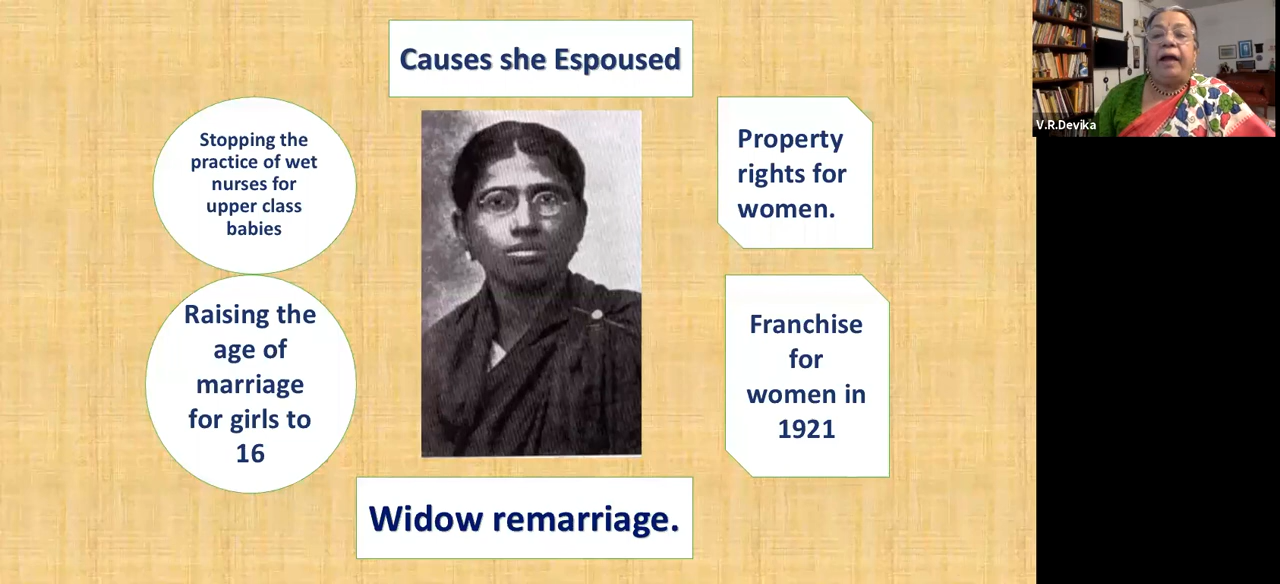 Causes she Espoused
Stopping the
practice of wet
nurses for
upper class
babies
Property
rights for
women.
Raising the
age of
marriage
for girls to
16
Franchise
for
women in
1921
Widow remarriage.
V.R.Devika